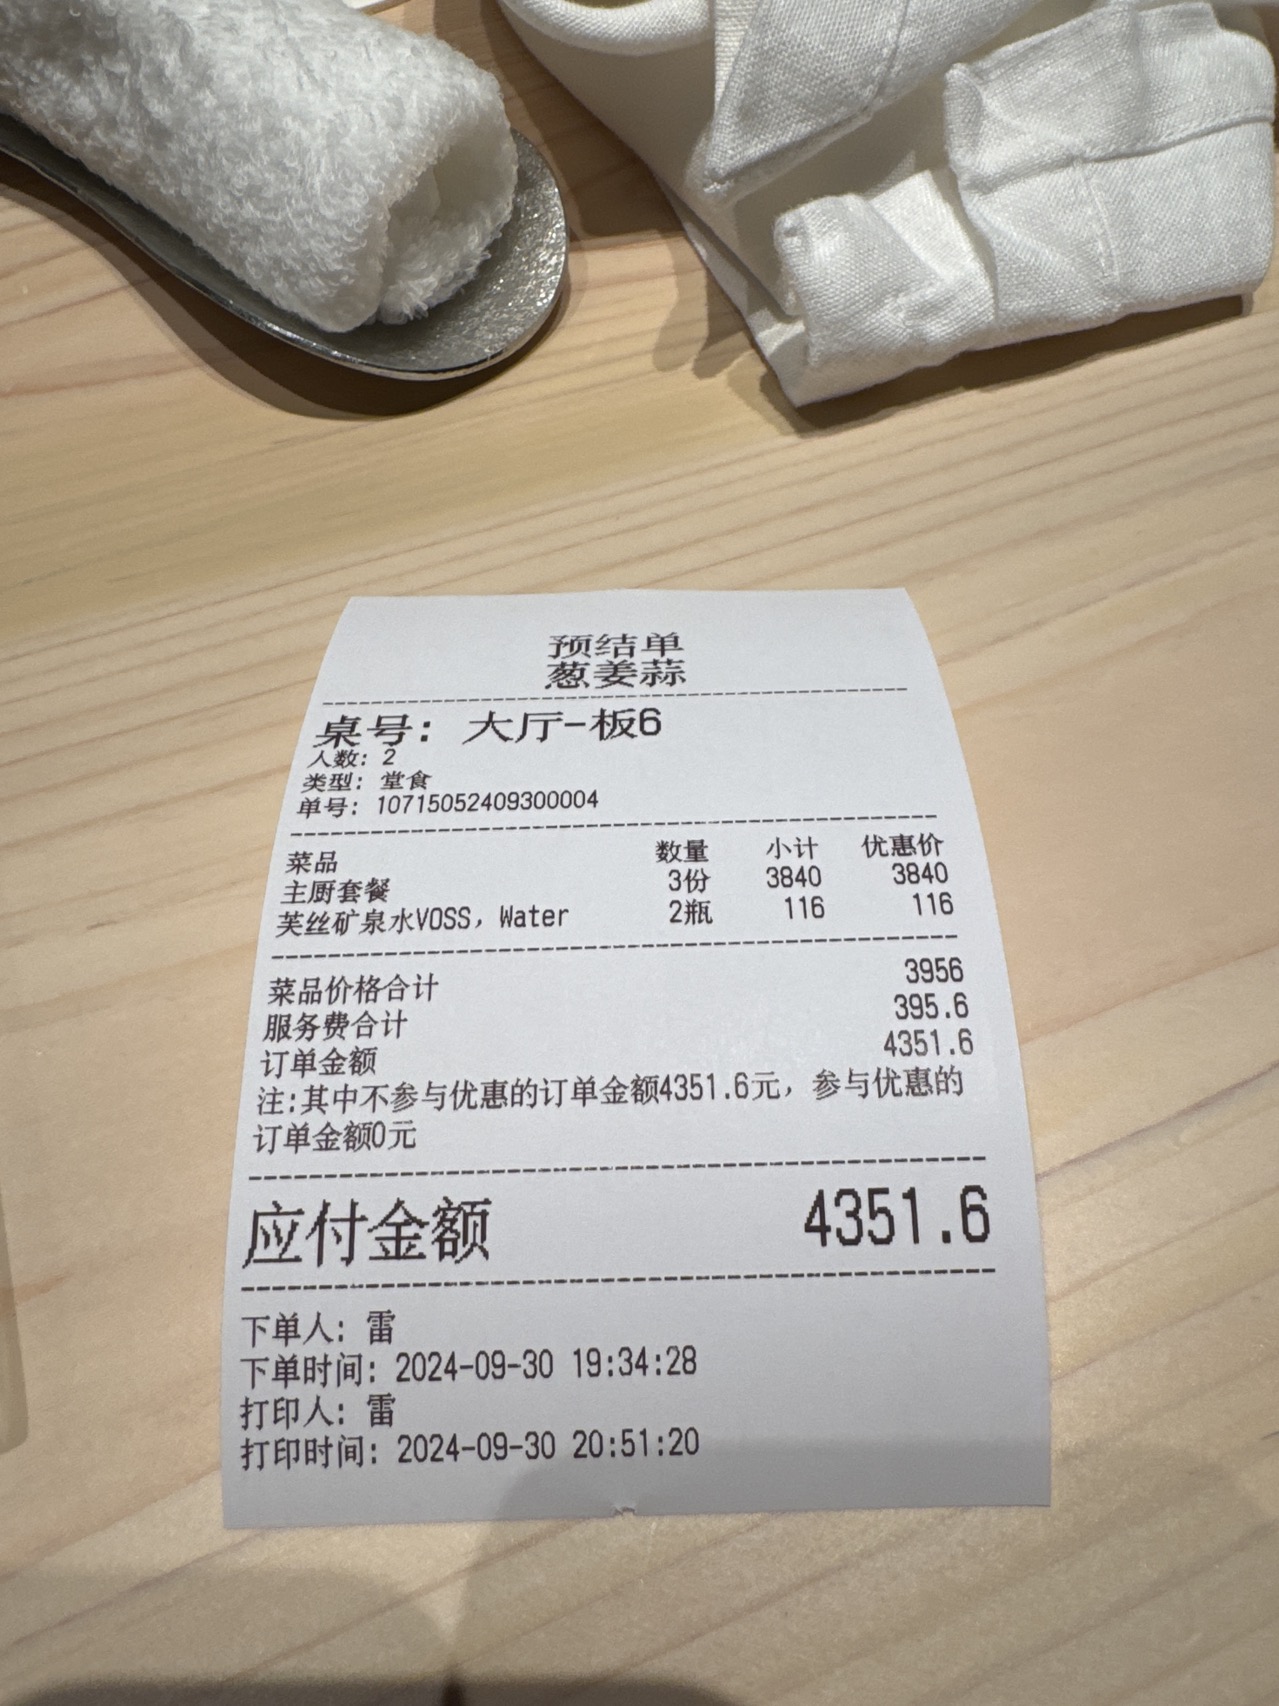 预结单
葱姜蒜
桌号: 大厅-板6
人数: 2
类型: 堂食
单号: 10715052409300004
菜品 数量 小计 优惠价
主厨套餐 3份 3840 3840
芙丝矿泉水VOSS, Water 2瓶 116 116
菜品价格合计 3956
服务费合计 395.6
订单金额 4351.6
注:其中不参与优惠的订单金额4351.6元, 参与优惠的
订单金额0元
应付金额 4351.6
下单人: 雷
下单时间: 2024-09-30 19:34:28
打印人: 雷
打印时间: 2024-09-30 20:51:20